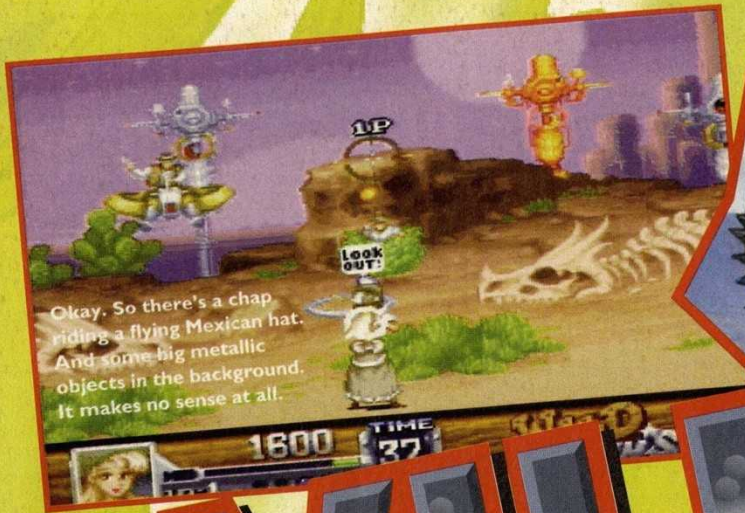 1P
LOOK
OUT!
Okay. So there's a chap
riding a flying Mexican hat.
And some big metallic
objects in the background.
It makes no sense at all.
1600
TIME
37
WILD